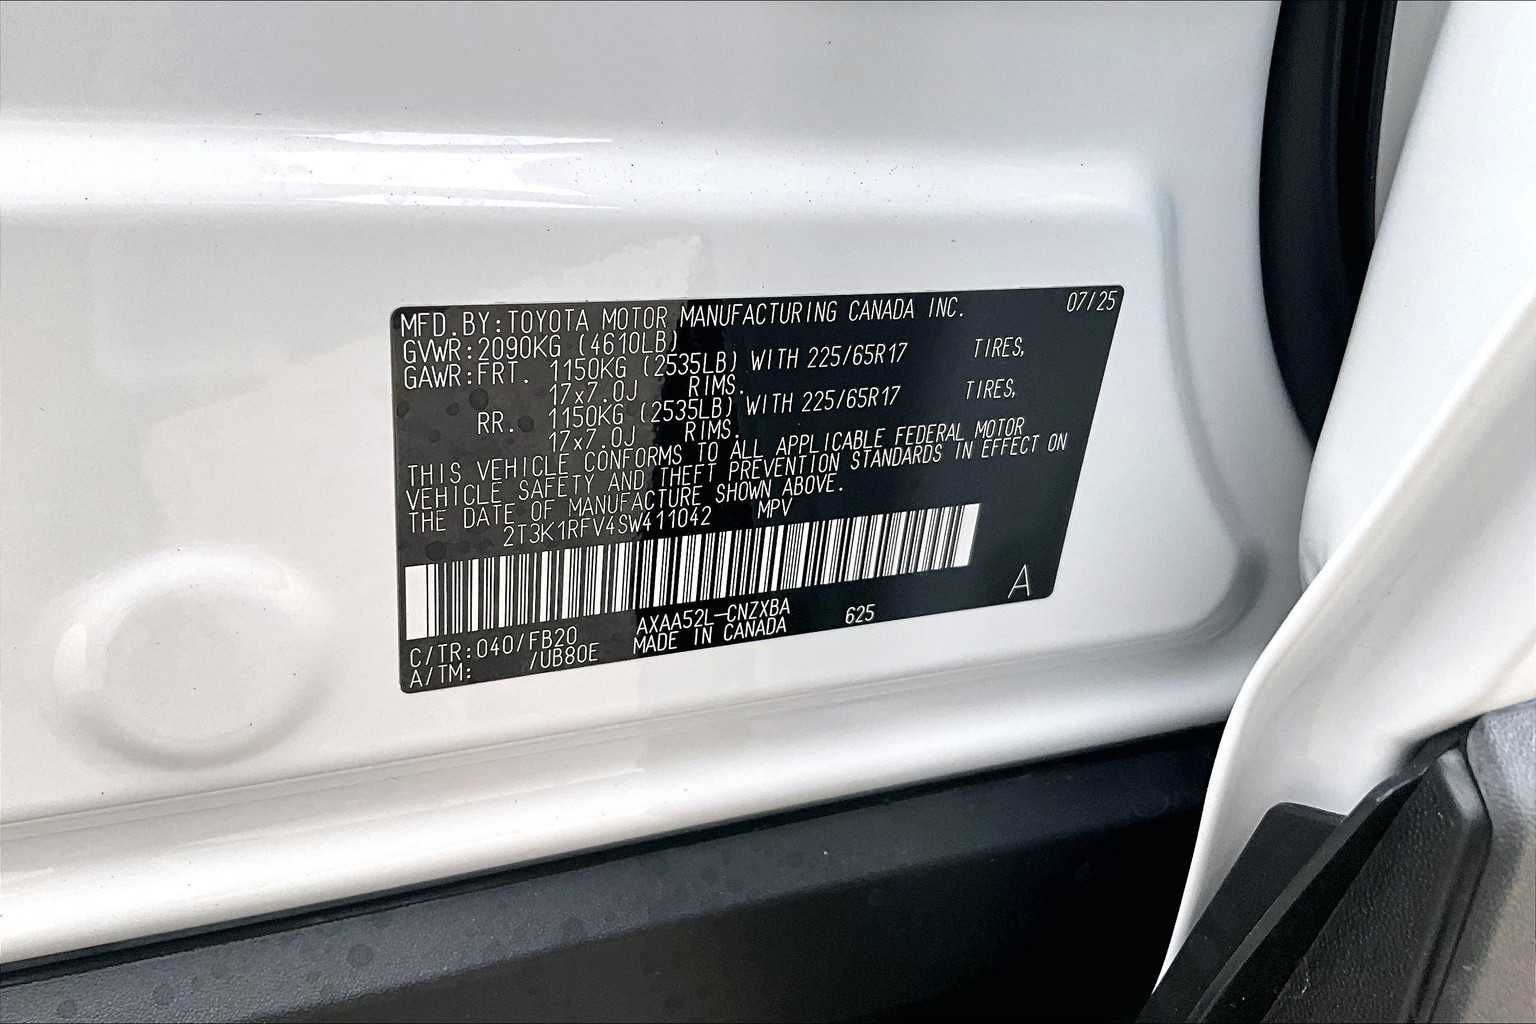 MFD.BY:TOYOTA MOTOR MANUFACTURING CANADA INC. 07/25
GVWR:2090KG (4610LB)
GAWR:FRT. 1150KG (2535LB) WITH 225/65R17 TIRES,
17x7.0J RIMS.
RR. 1150KG (2535LB) WITH 225/65R17 TIRES,
17x7.0J RIMS.
THIS VEHICLE CONFORMS TO ALL APPLICABLE FEDERAL MOTOR
VEHICLE SAFETY AND THEFT PREVENTION STANDARDS IN EFFECT ON
THE DATE OF MANUFACTURE SHOWN ABOVE.
2T3K1RFV4SW411042 MPV
A
C/TR:040/FB20 AXAA52L-CNZXBA 625
A/TM: /UB80E MADE IN CANADA